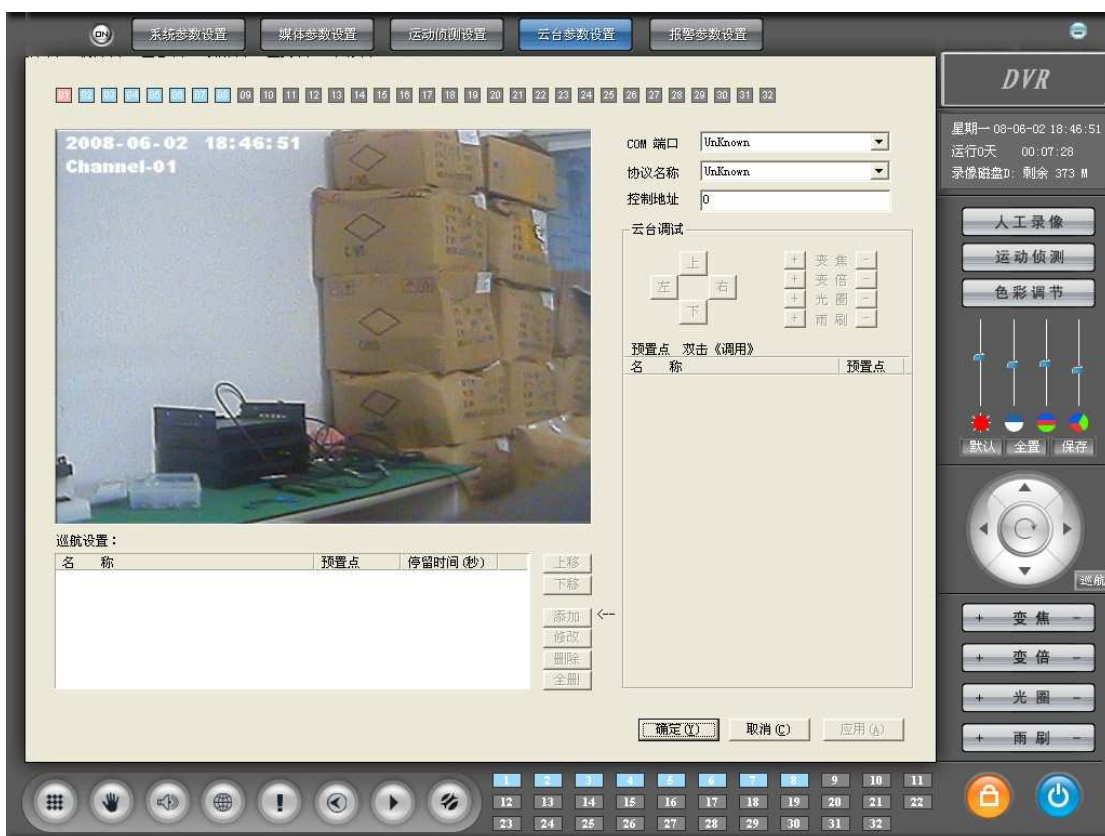 ON 系统参数设置 媒体参数设置 运动侦测设置 云台参数设置 报警参数设置
DVR
星期一 08-06-02 18:46:51
运行0天 00:07:28
录像磁盘D: 剩余 373 M
01 02 03 04 05 06 07 08 09 10 11 12 13 14 15 16 17 18 19 20 21 22 23 24 25 26 27 28 29 30 31 32
2008-06-02 18:46:51
Channel-01
COM 端口 UnKnown
协议名称 UnKnown
控制地址 0
云台调试
上
左 右
下
+ 变 焦 -
+ 变 倍 -
+ 光 圈 -
+ 雨 刷 -
预置点 双击《调用》
名 称 预置点
人工录像
运动侦测
色彩调节
默认 全置 保存
巡航
+ 变 焦 -
+ 变 倍 -
+ 光 圈 -
+ 雨 刷 -
巡航设置：
名 称 预置点 停留时间(秒)
上移
下移
添加 <--
修改
删除
全删
确定(Y) 取消(C) 应用(A)
1 2 3 4 5 6 7 8 9 10 11
12 13 14 15 16 17 18 19 20 21 22
23 24 25 26 27 28 29 30 31 32